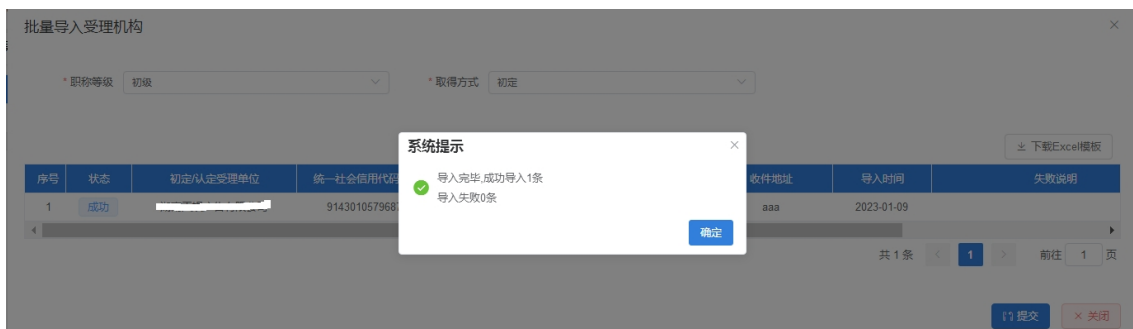 批量导入受理机构
* 职称等级 初级 * 取得方式 初定
下载Excel模板
序号 状态 初定/认定受理单位 统一社会信用代码 收件地址 导入时间 失败说明
1 成功 91430105796 aaa 2023-01-09
系统提示
导入完毕,成功导入1条
导入失败0条
确定
共 1 条 1 前往 1 页
提交 × 关闭